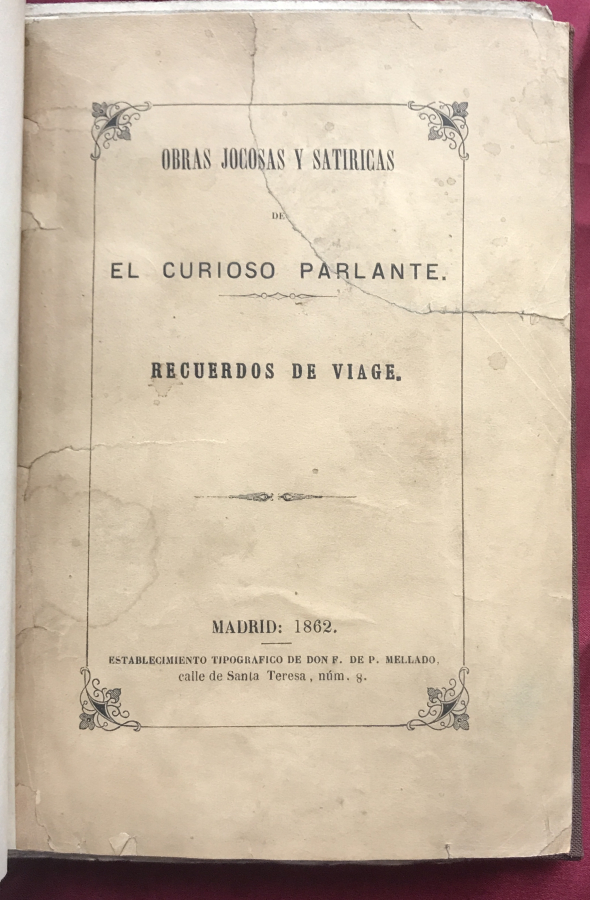 OBRAS JOCOSAS Y SATIRICAS
DE
EL CURIOSO PARLANTE.
RECUERDOS DE VIAGE.
MADRID: 1862.
ESTABLECIMIENTO TIPOGRAFICO DE DON F. DE P. MELLADO,
calle de Santa Teresa, núm. 8.